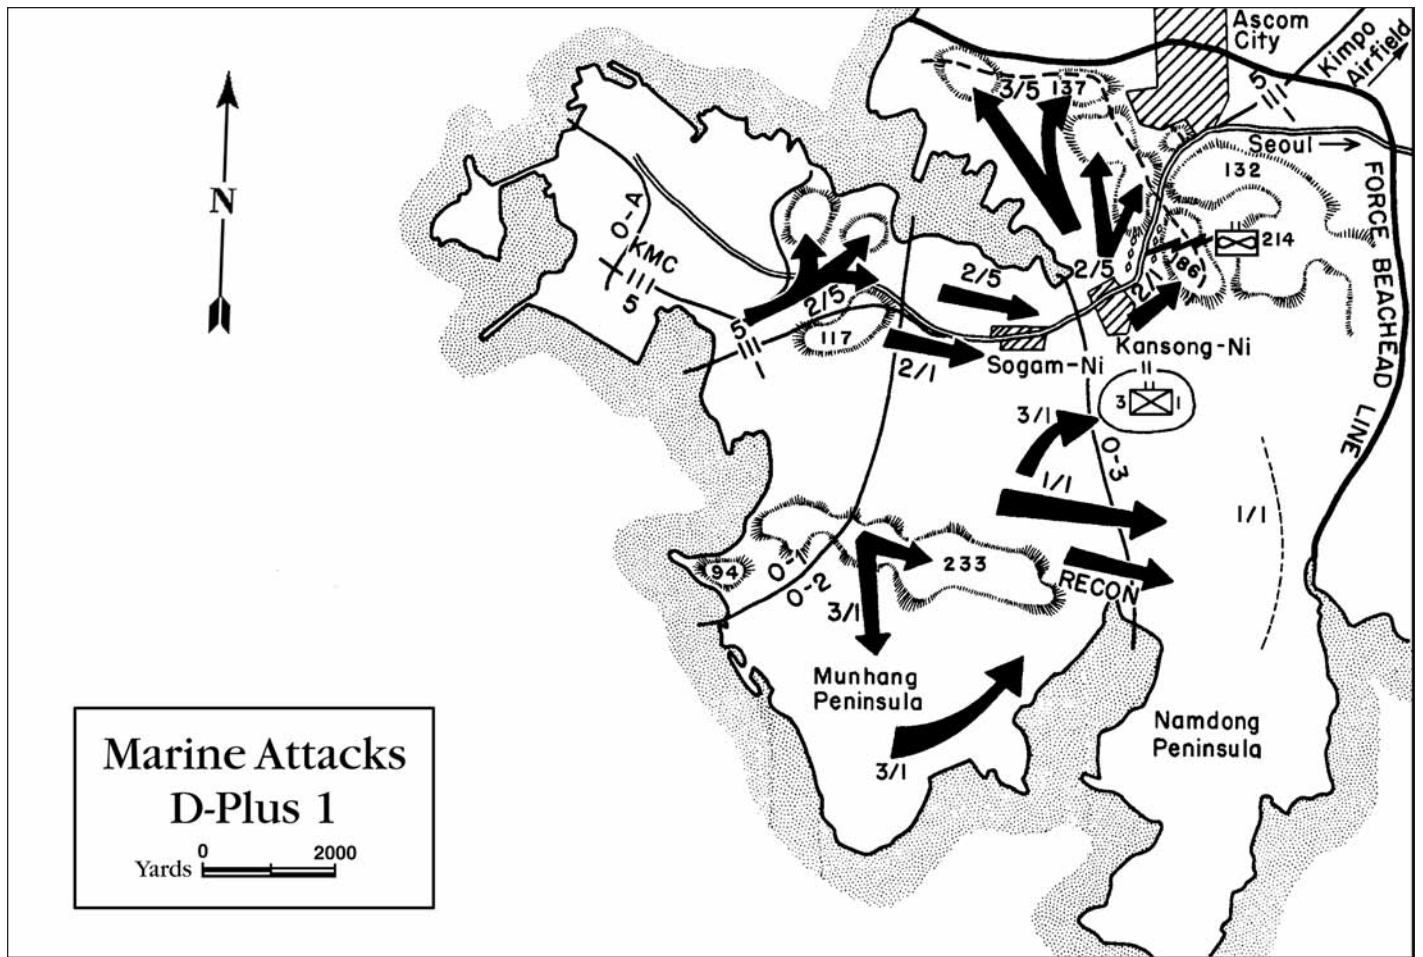 Ascom
City
Kimpo
Airfield
5
3/5
137
Seoul
132
FORCE BEACHHEAD LINE
N
O-A
KMC
5
5
2/5
117
2/5
2/5
2/1
186
214
2/1
Sogam-Ni
Kansong-Ni
3
1
3/1
O-3
1/1
1/1
94
O-1
O-2
233
RECON
3/1
Munhang
Peninsula
3/1
Namdong
Peninsula
Marine Attacks
D-Plus 1
Yards
0
2000